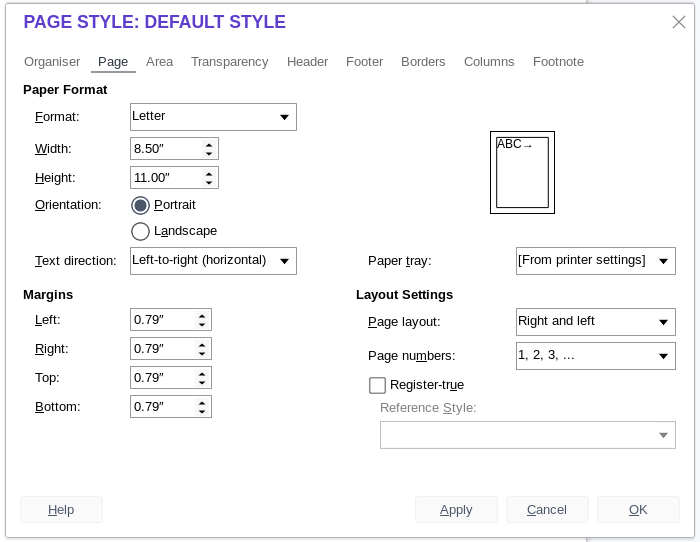 PAGE STYLE: DEFAULT STYLE
Organiser Page Area Transparency Header Footer Borders Columns Footnote
Paper Format
Format: Letter
Width: 8.50″
Height: 11.00″
Orientation: Portrait
Landscape
ABC→
Text direction: Left-to-right (horizontal)
Paper tray: [From printer settings]
Margins
Left: 0.79″
Right: 0.79″
Top: 0.79″
Bottom: 0.79″
Layout Settings
Page layout: Right and left
Page numbers: 1, 2, 3, ...
Register-true
Reference Style:
Help Apply Cancel OK